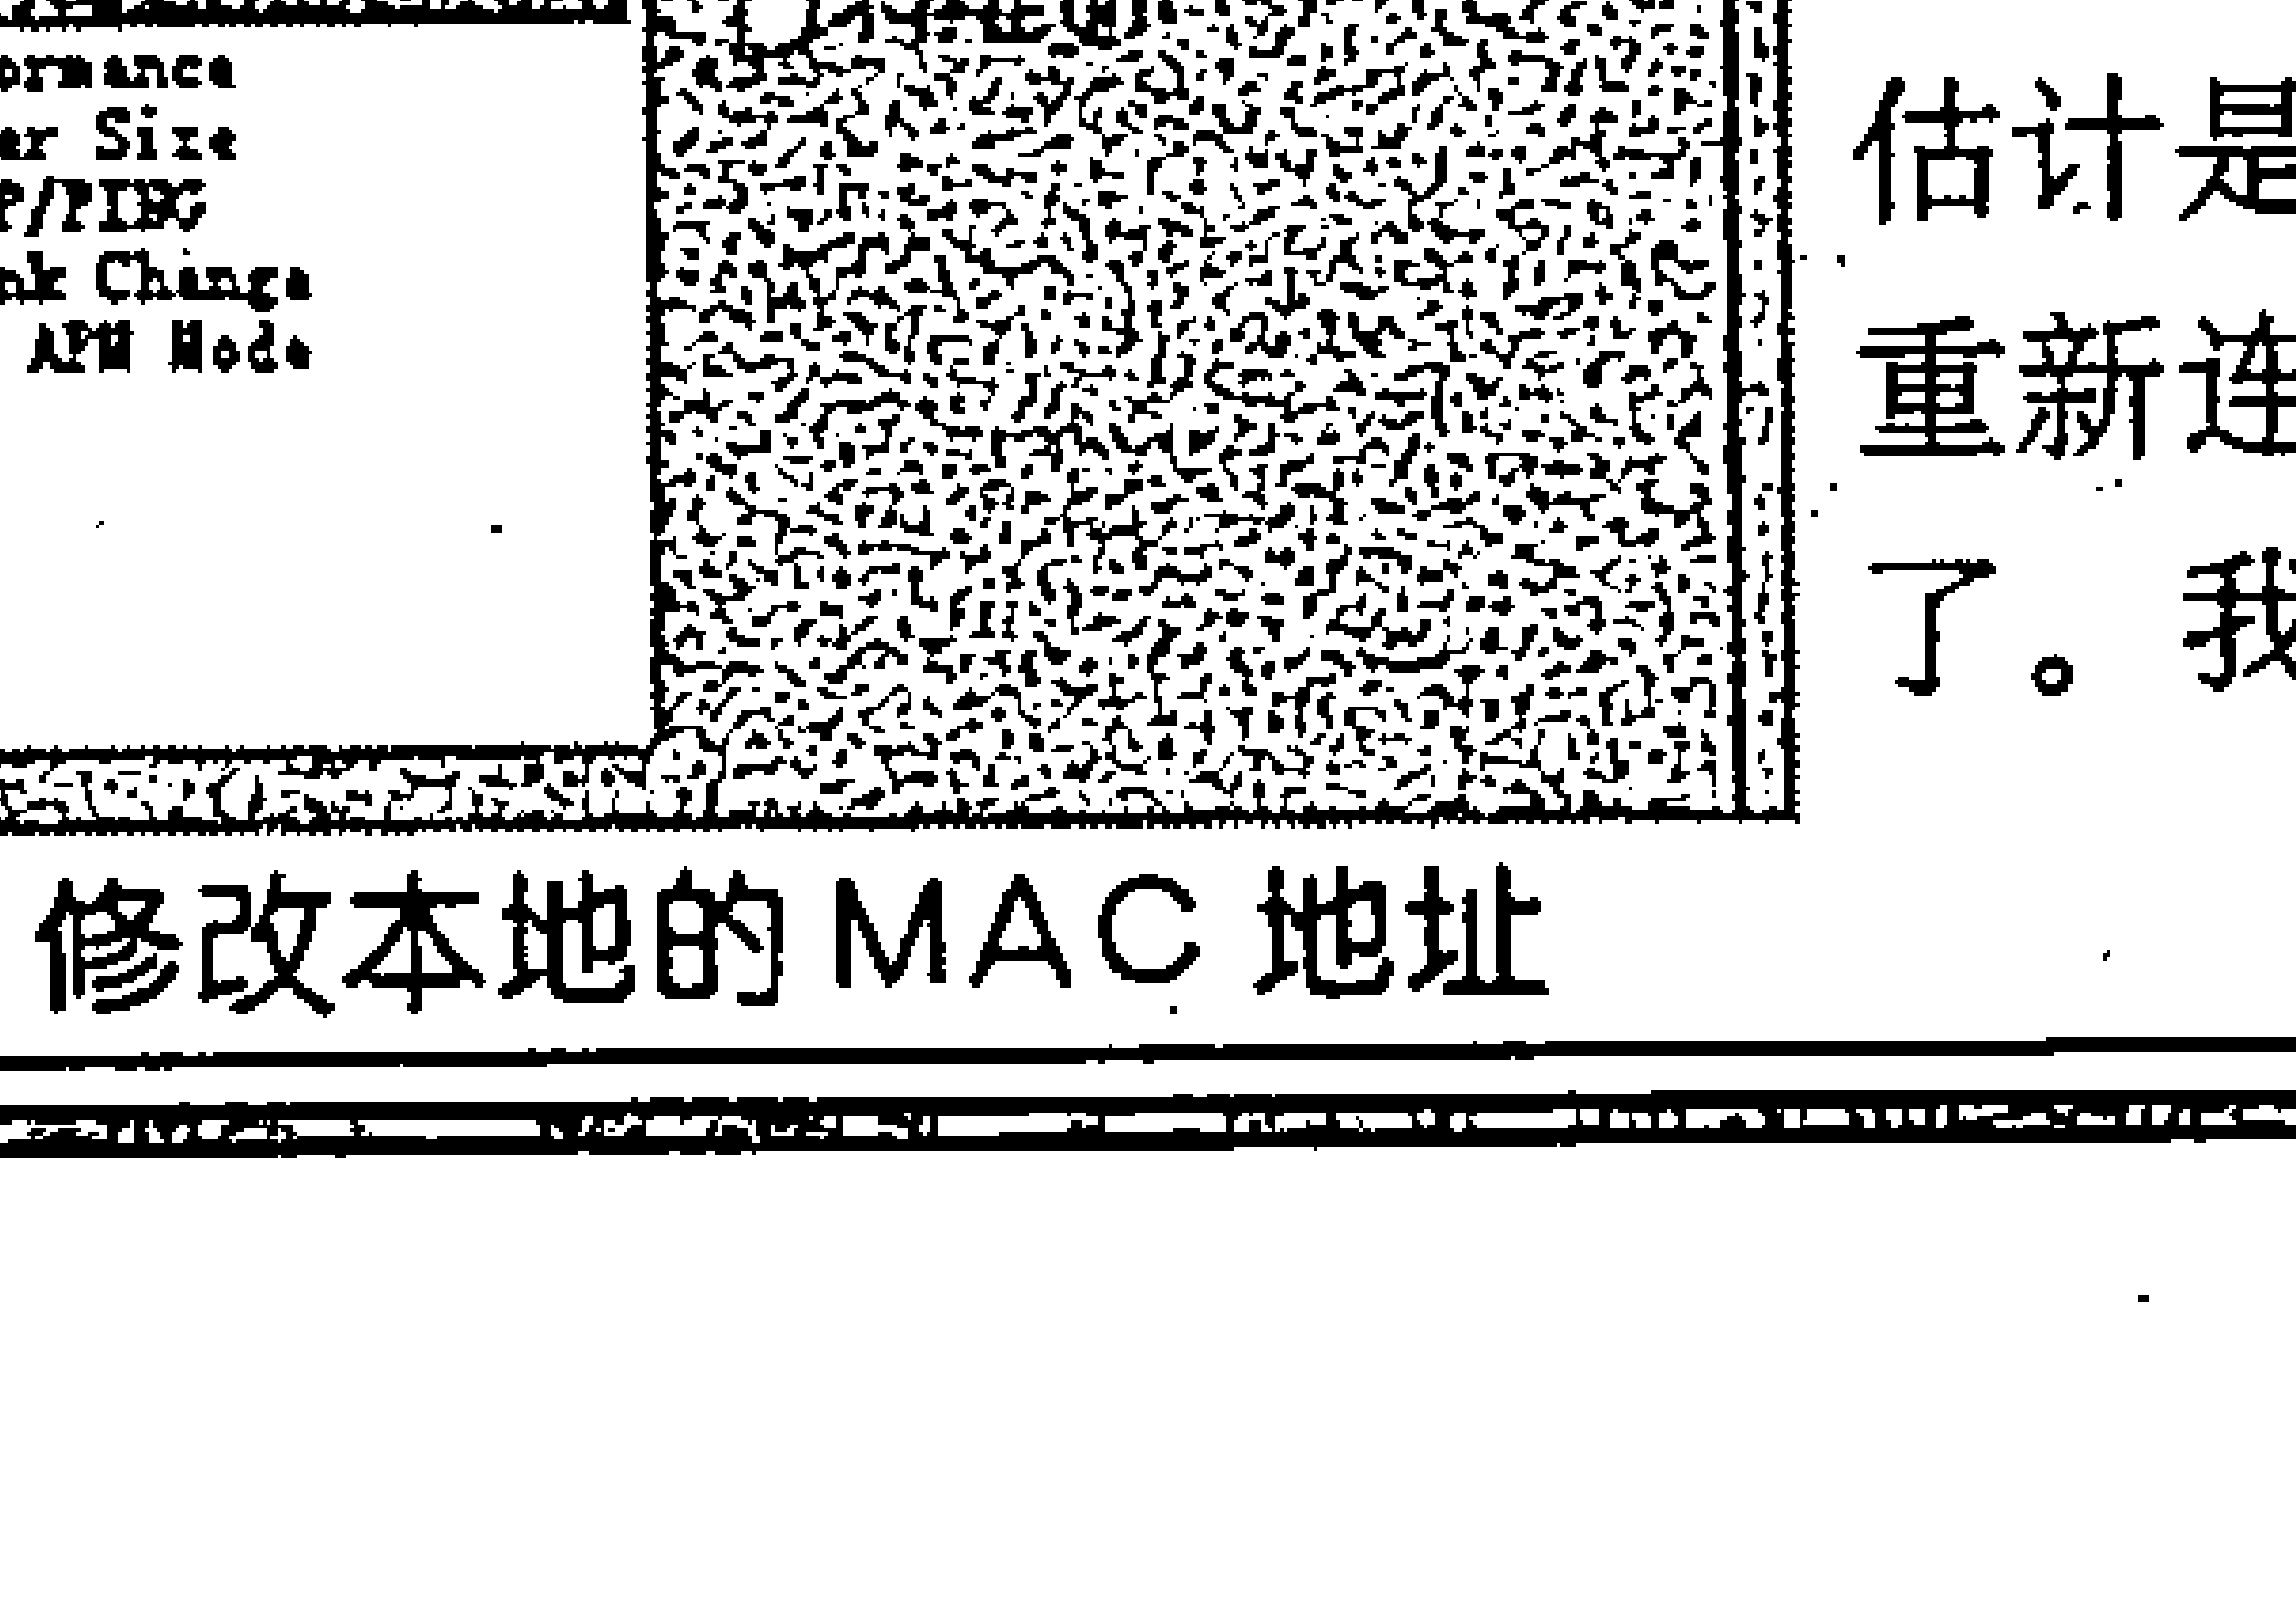 ormance
er Size
nk Change
APM Mode
修改本地的 MAC 地址
估计是
重新连
了。我